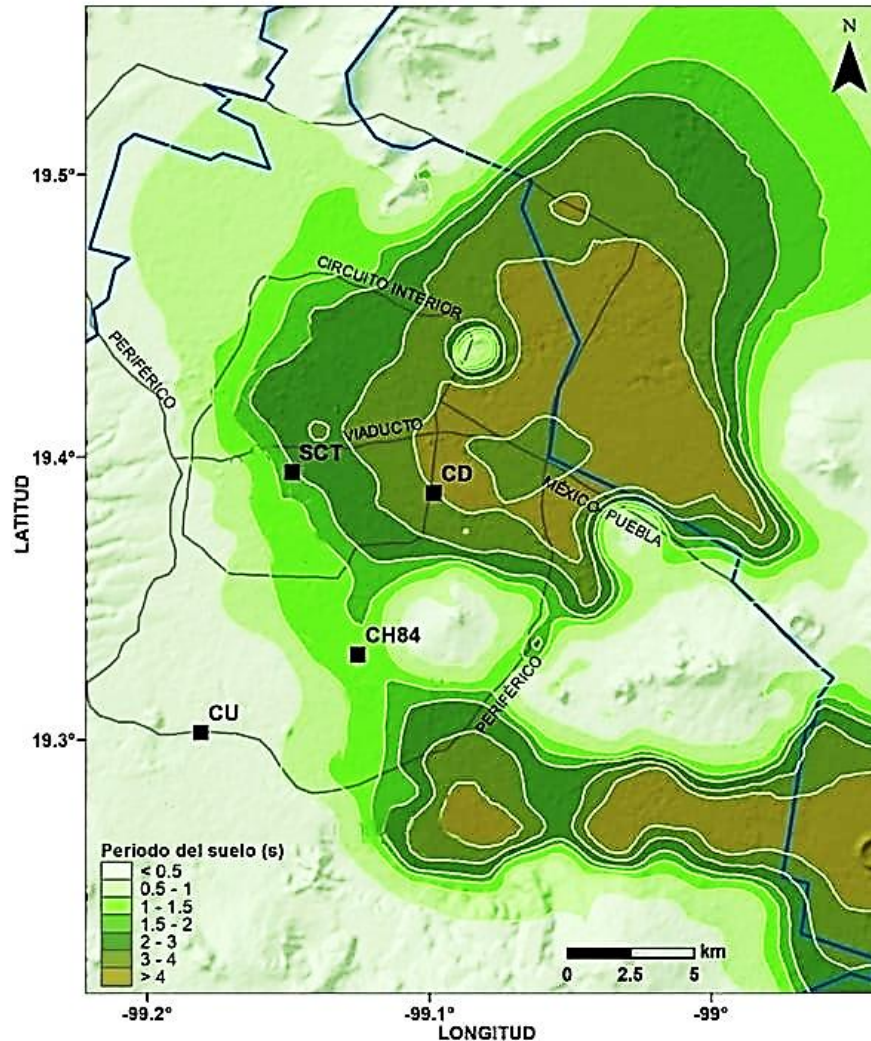 N
19.5°
CIRCUITO INTERIOR
PERIFÉRICO
19.4°
VIADUCTO
SCT
CD
MÉXICO PUEBLA
LATITUD
CH84
PERIFÉRICO
CU
19.3°
Periodo del suelo (s)
< 0.5
0.5 - 1
1 - 1.5
1.5 - 2
2 - 3
3 - 4
> 4
km
0 2.5 5
-99.2° -99.1° -99°
LONGITUD